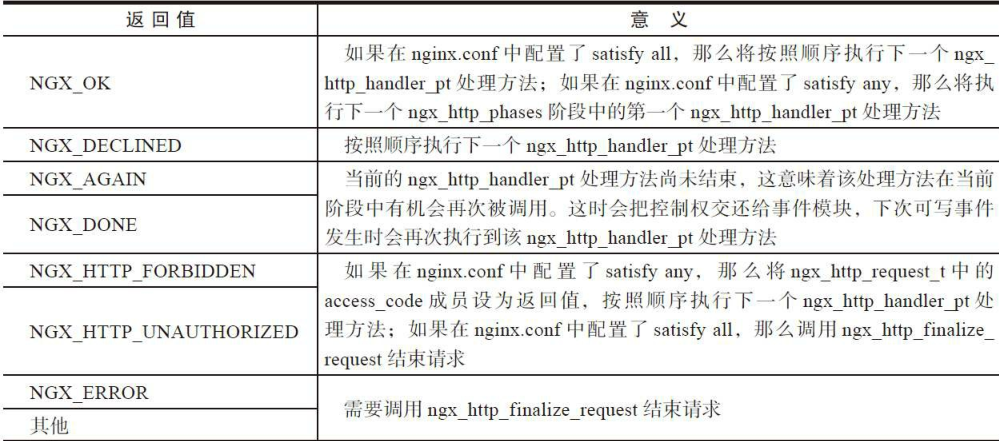 返回值 意义
NGX_OK
如果在 nginx.conf 中配置了 satisfy all，那么将按照顺序执行下一个 ngx_
http_handler_pt 处理方法；如果在 nginx.conf 中配置了 satisfy any，那么将执
行下一个 ngx_http_phases 阶段中的第一个 ngx_http_handler_pt 处理方法
NGX_DECLINED
按照顺序执行下一个 ngx_http_handler_pt 处理方法
NGX_AGAIN
NGX_DONE
当前的 ngx_http_handler_pt 处理方法尚未结束，这意味着该处理方法在当前
阶段中有机会再次被调用。这时会把控制权交还给事件模块，下次可写事件
发生时会再次执行到该 ngx_http_handler_pt 处理方法
NGX_HTTP_FORBIDDEN
NGX_HTTP_UNAUTHORIZED
如果在 nginx.conf 中配置了 satisfy any，那么将 ngx_http_request_t 中的
access_code 成员设为返回值，按照顺序执行下一个 ngx_http_handler_pt 处
理方法；如果在 nginx.conf 中配置了 satisfy all，那么调用 ngx_http_finalize_
request 结束请求
NGX_ERROR
其他
需要调用 ngx_http_finalize_request 结束请求